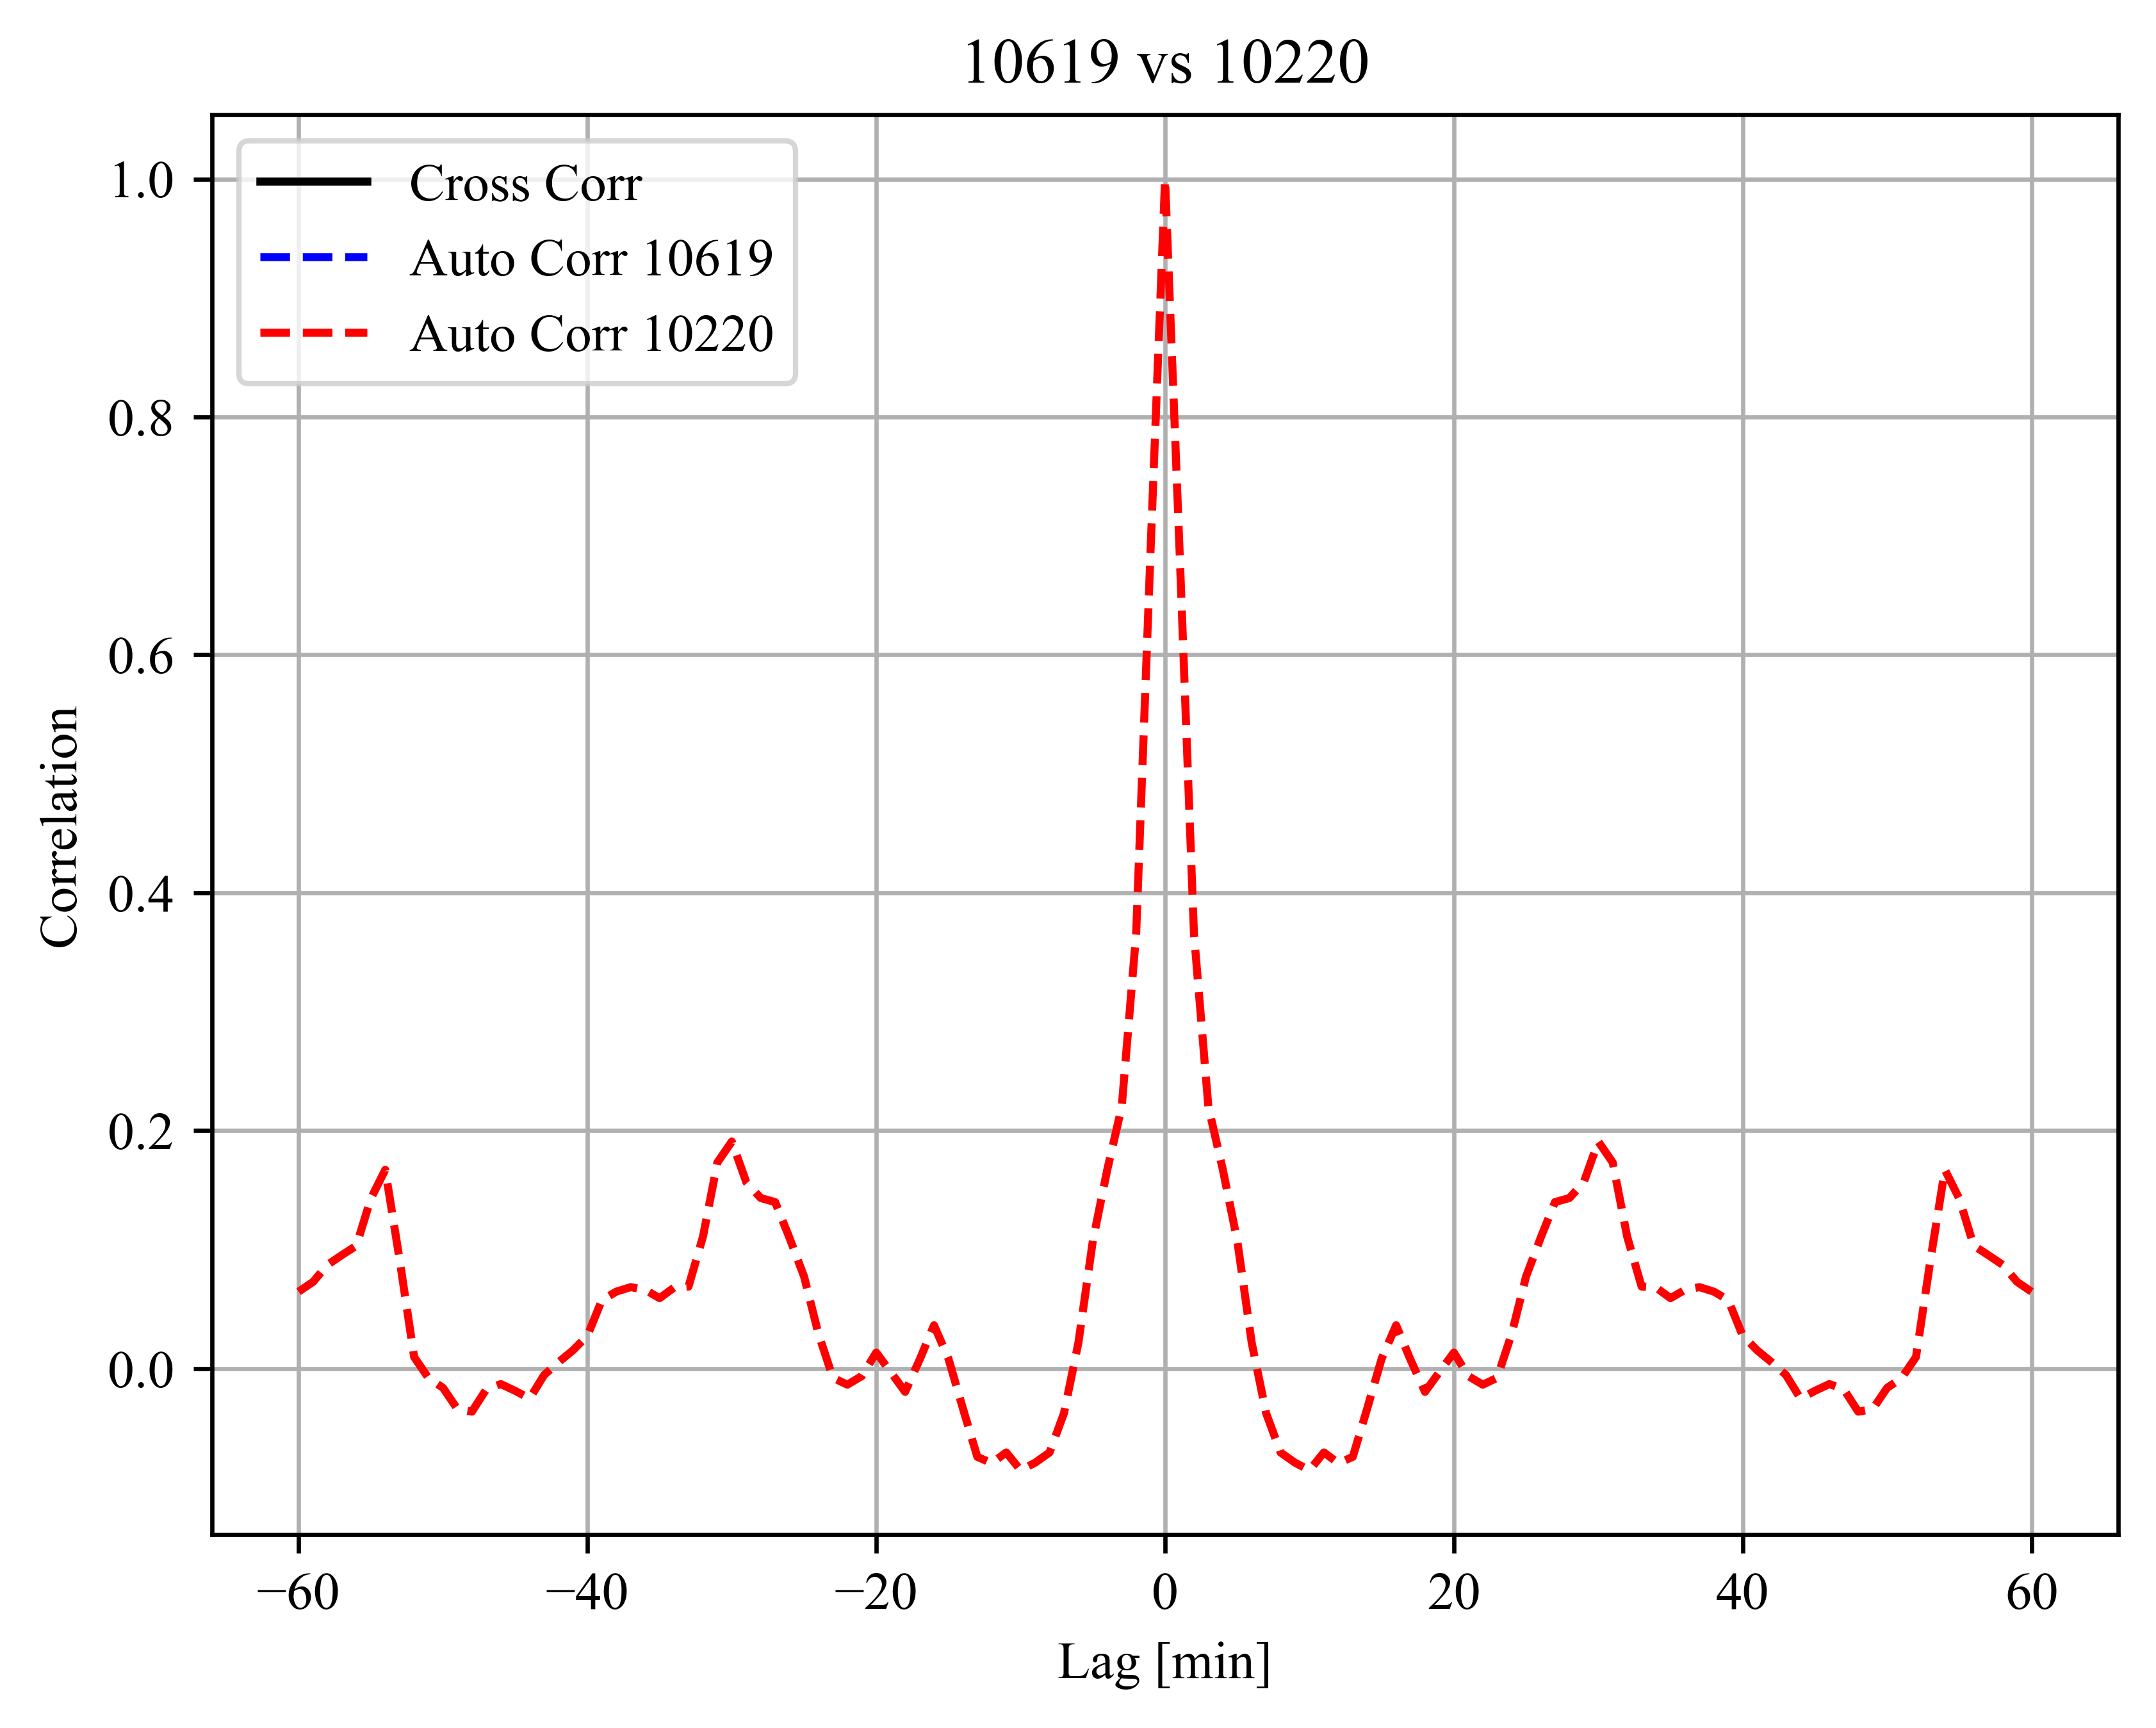 10619 vs 10220
Cross Corr
Auto Corr 10619
Auto Corr 10220
1.0
0.8
0.6
0.4
0.2
0.0
Correlation
−60 −40 −20 0 20 40 60
Lag [min]